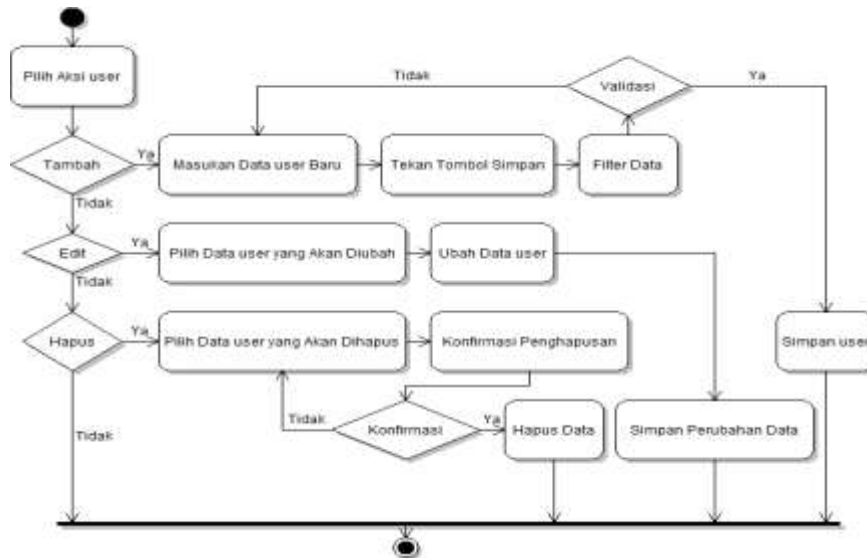 Pilih Aksi user
Tidak
Validasi
Ya
Tambah
Ya
Masukan Data user Baru
Tekan Tombol Simpan
Filter Data
Tidak
Edit
Ya
Pilih Data user yang Akan Diubah
Ubah Data user
Tidak
Hapus
Ya
Pilih Data user yang Akan Dihapus
Konfirmasi Penghapusan
Simpan user
Tidak
Tidak
Konfirmasi
Ya
Hapus Data
Simpan Perubahan Data